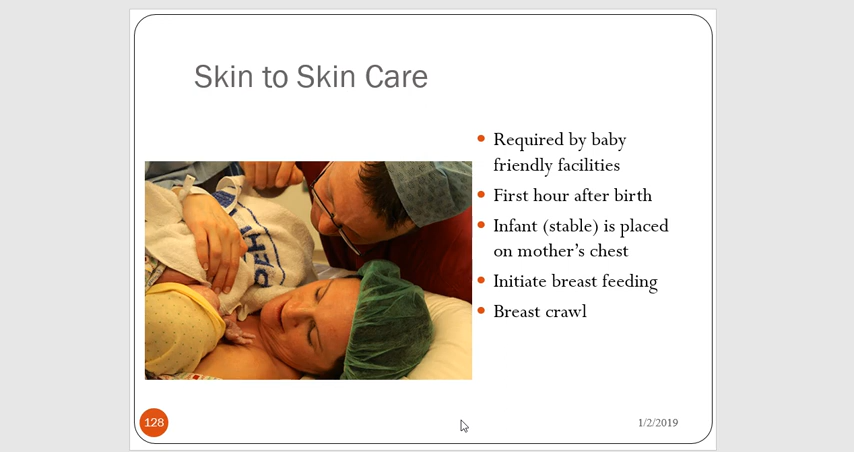 Skin to Skin Care
Required by baby
friendly facilities
First hour after birth
Infant (stable) is placed
on mother’s chest
Initiate breast feeding
Breast crawl
128
1/2/2019